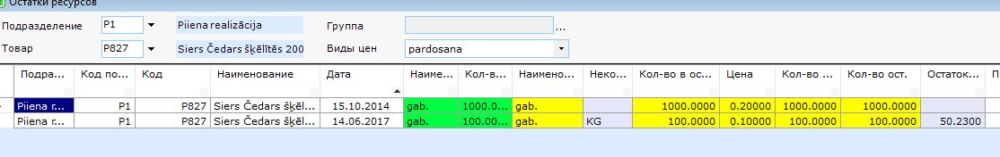 Остатки ресурсов
Подразделение P1 Piiena realizācija Группа ...
Товар P827 Siers Čedars šķēlītēs 200 Виды цен pardosana
Подра... Код по... Код Наименование Дата Наиме... Кол-в... Наимено... Неко... Кол-во в ос... Цена Кол-во ... Кол-во ост. Остаток... П
Piiena r... P1 P827 Siers Čedars šķēl... 15.10.2014 gab. 1000.0... gab. 1000.0000 0.20000 1000.0000 1000.0000
Piiena r... P1 P827 Siers Čedars šķēl... 14.06.2017 gab. 100.00... gab. KG 100.0000 0.10000 100.0000 100.0000 50.2300